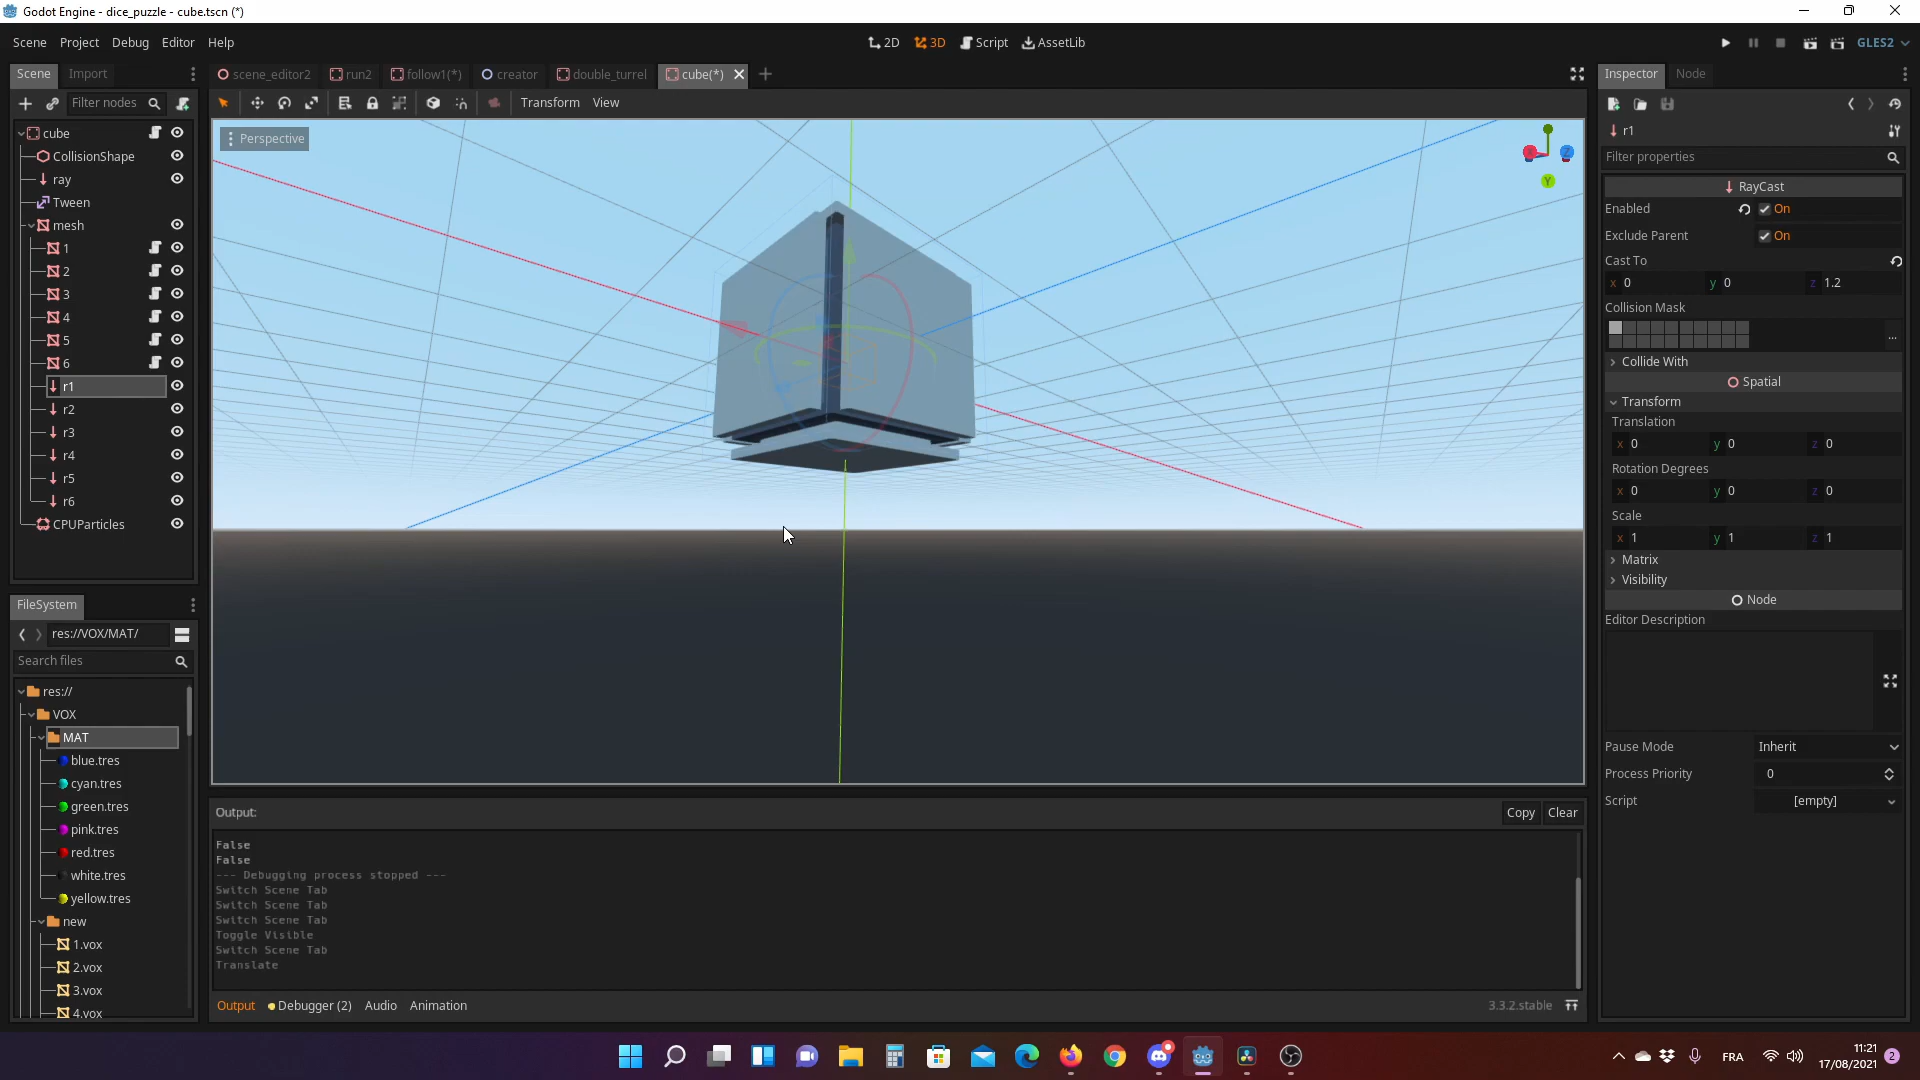 Godot Engine - dice_puzzle - cube.tscn (*)
Scene Project Debug Editor Help
2D 3D Script AssetLib
GLES2
Scene Import
scene_editor2 run2 follow1(*) creator double_turrel cube(*)
Inspector Node
Filter nodes
Transform View
cube
CollisionShape
ray
Tween
mesh
1
2
3
4
5
6
r1
r2
r3
r4
r5
r6
CPUParticles
Perspective
Y
X
Z
r1
Filter properties
RayCast
Enabled On
Exclude Parent On
Cast To
x 0 y 0 z 1.2
Collision Mask
...
Collide With
Spatial
Transform
Translation
x 0 y 0 z 0
Rotation Degrees
x 0 y 0 z 0
Scale
x 1 y 1 z 1
Matrix
Visibility
Node
Editor Description
Pause Mode Inherit
Process Priority 0
Script [empty]
FileSystem
res://VOX/MAT/
Search files
res://
VOX
MAT
blue.tres
cyan.tres
green.tres
pink.tres
red.tres
white.tres
yellow.tres
new
1.vox
2.vox
3.vox
4.vox
Output:
Copy Clear
False
False
--- Debugging process stopped ---
Switch Scene Tab
Switch Scene Tab
Switch Scene Tab
Toggle Visible
Switch Scene Tab
Translate
Output Debugger (2) Audio Animation
3.3.2.stable
FRA
11:21
17/08/2021
2